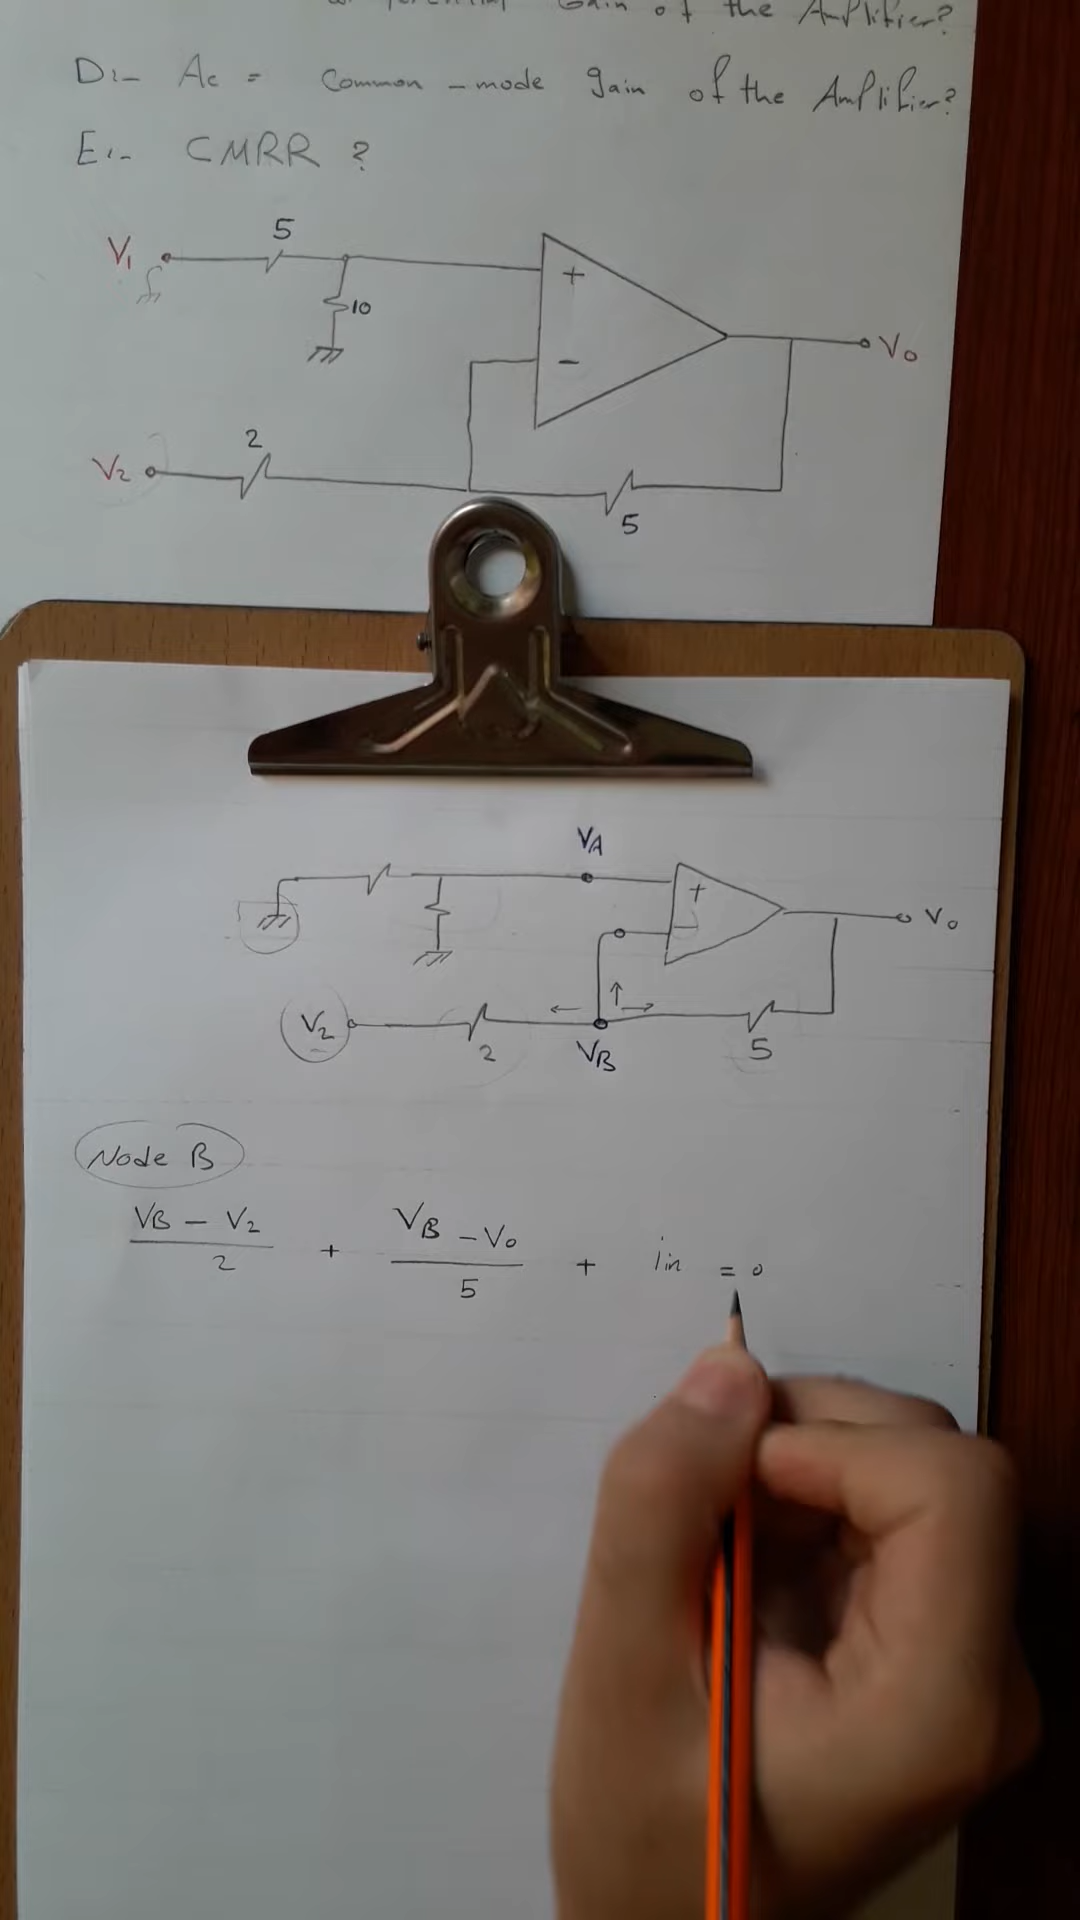 Gain of the Amplifier?
D:- Ac = Common-mode gain of the Amplifier?
E:- CMRR ?
V1 5
+
10
- Vo
V2 2
5
VA
+
- Vo
V2 2 VB 5
Node B
VB - V2 / 2 + VB - Vo / 5 + iin = 0